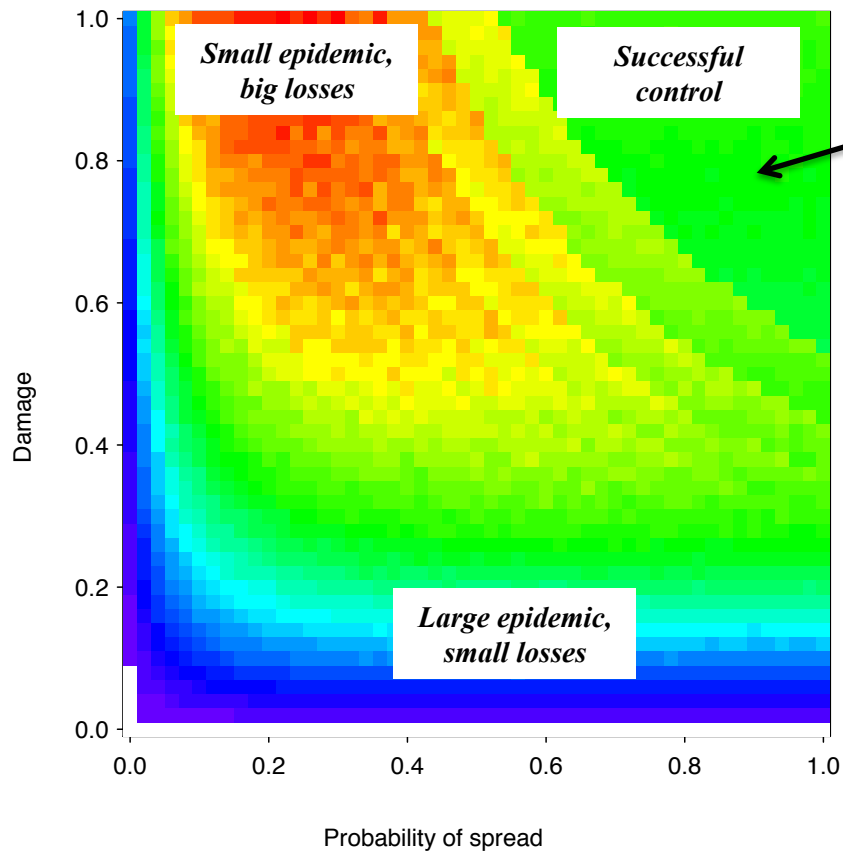 1.0
Small epidemic,
big losses
Successful
control
0.8
0.6
Damage
0.4
0.2
Large epidemic,
small losses
0.0
0.0 0.2 0.4 0.6 0.8 1.0
Probability of spread